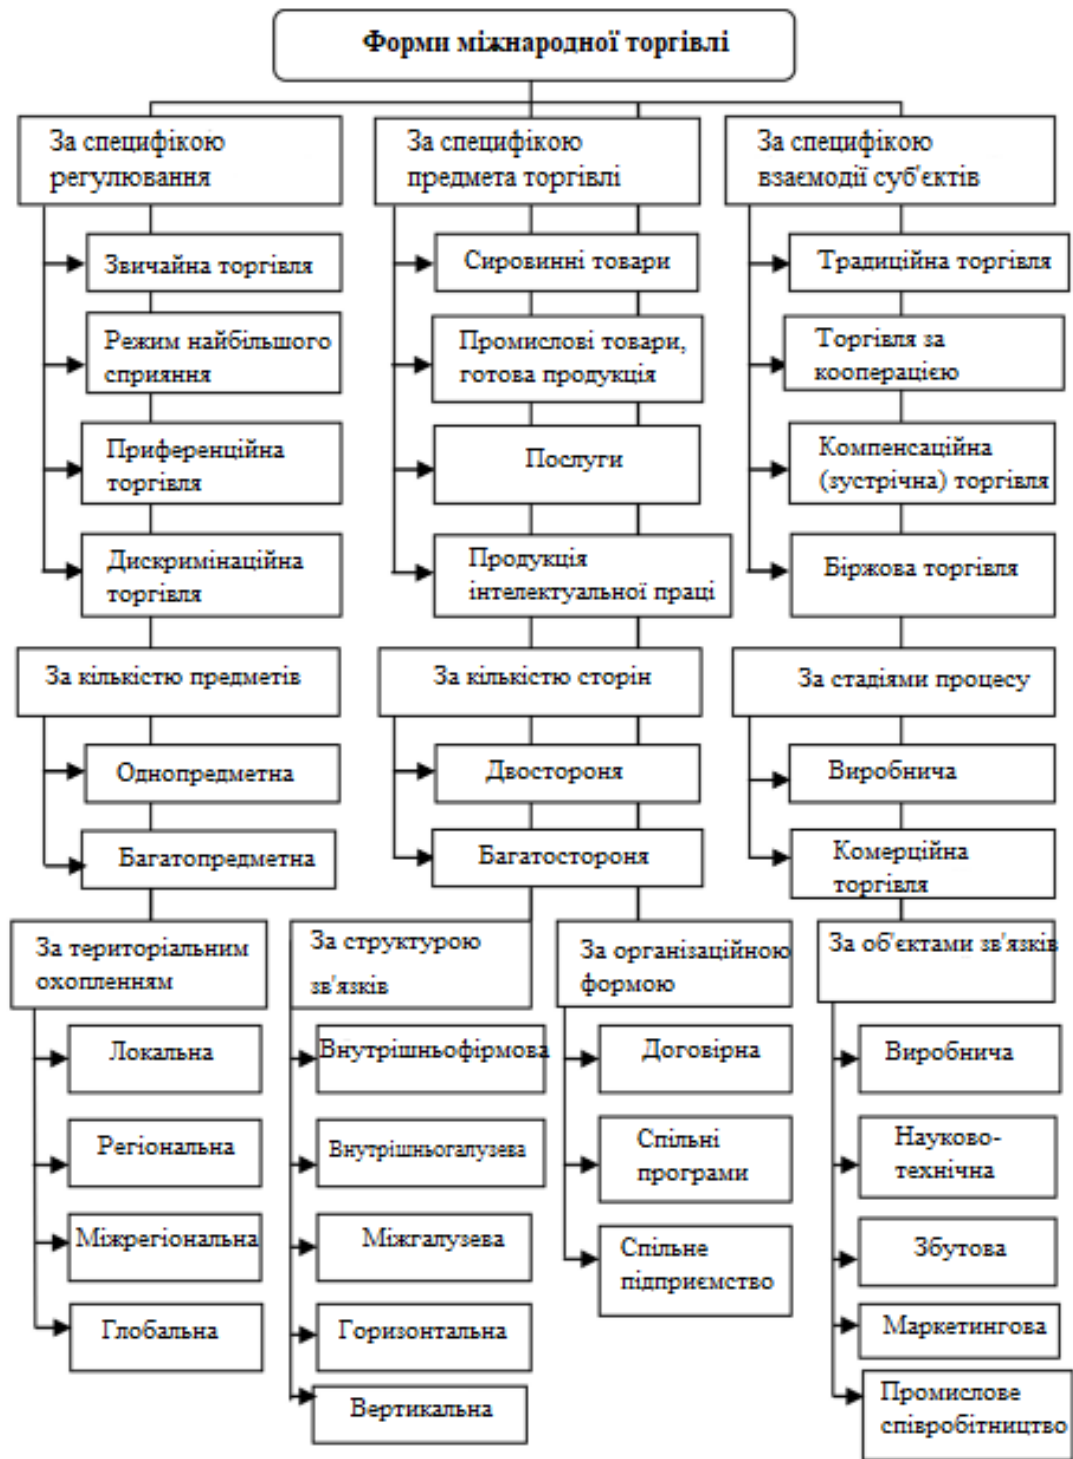 Форми міжнародної торгівлі
За специфікою
регулювання
Звичайна торгівля
Режим найбільшого
сприяння
Приференційна
торгівля
Дискримінаційна
торгівля
За специфікою
предмета торгівлі
Сировинні товари
Промислові товари,
готова продукція
Послуги
Продукція
інтелектуальної праці
За специфікою
взаємодії суб'єктів
Традиційна торгівля
Торгівля за
кооперацією
Компенсаційна
(зустрічна) торгівля
Біржова торгівля
За кількістю предметів
Однопредметна
Багатопредметна
За кількістю сторін
Двостороня
Багатостороня
За стадіями процесу
Виробнича
Комерційна
торгівля
За територіальним
охопленням
Локальна
Регіональна
Міжрегіональна
Глобальна
За структурою
зв'язків
Внутрішньофірмова
Внутрішньогалузева
Міжгалузева
Горизонтальна
Вертикальна
За організаційною
формою
Договірна
Спільні
програми
Спільне
підприємство
За об'єктами зв'язків
Виробнича
Науково-
технічна
Збутова
Маркетингова
Промислове
співробітництво